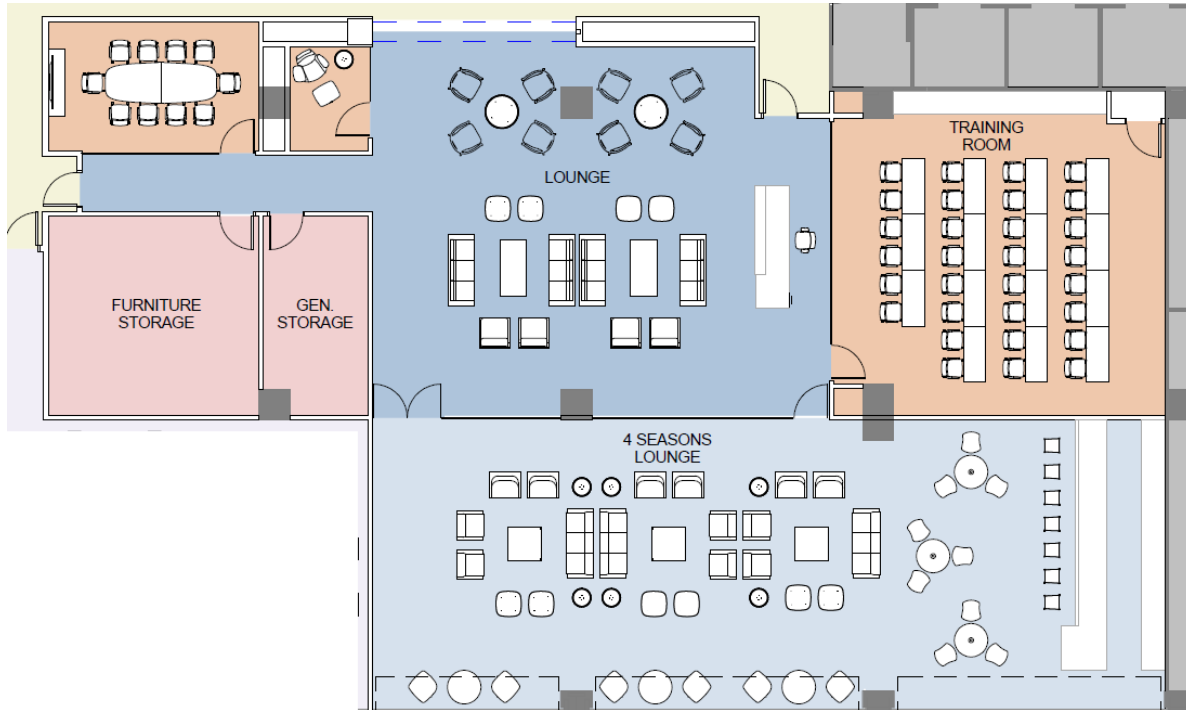 TRAINING
ROOM
LOUNGE
FURNITURE
STORAGE
GEN.
STORAGE
4 SEASONS
LOUNGE